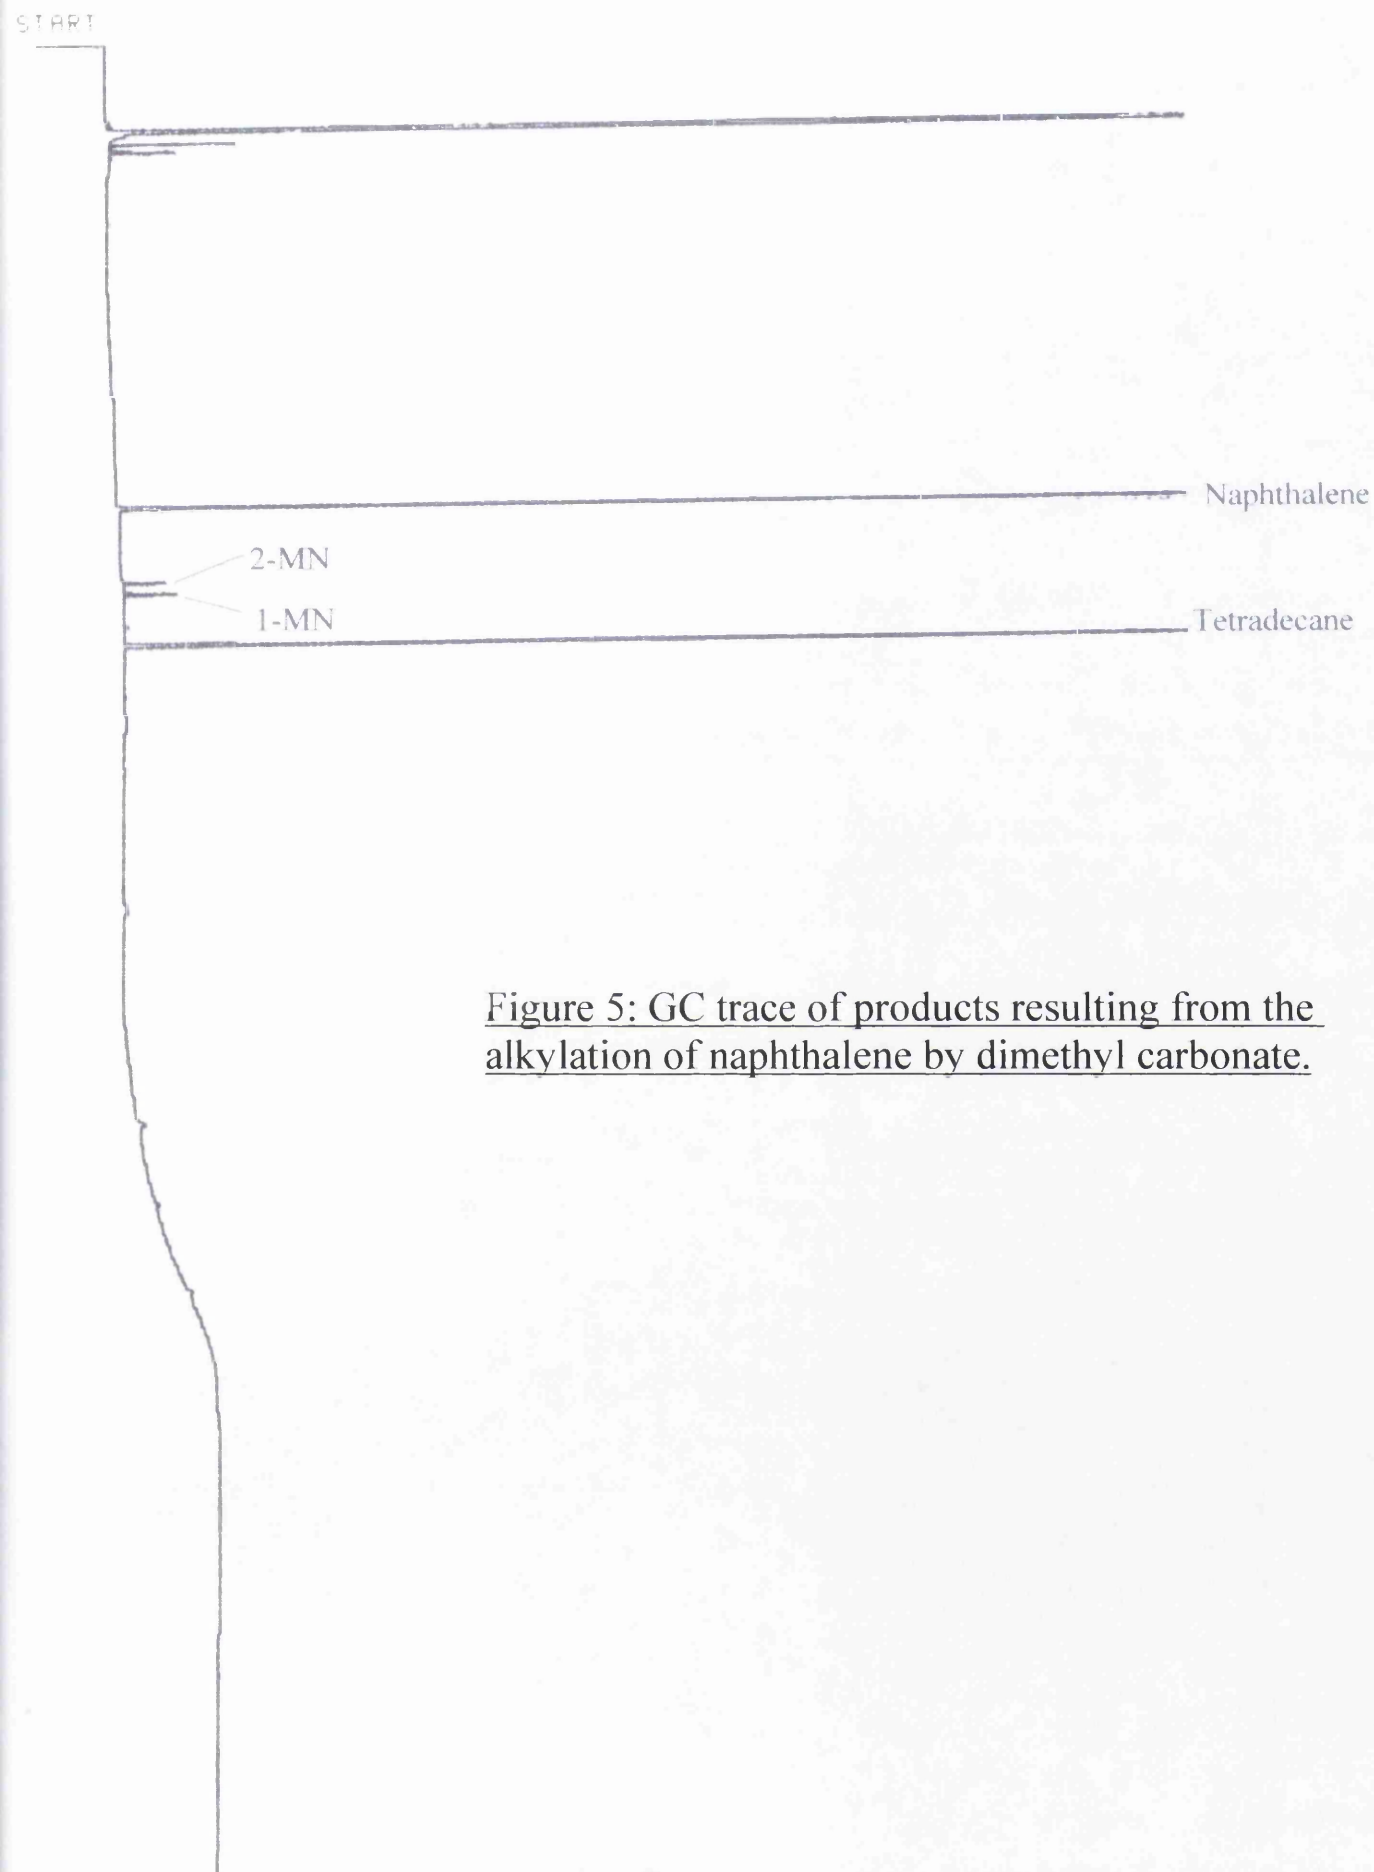 START
Naphthalene
2-MN
1-MN
Tetradecane
Figure 5: GC trace of products resulting from the
alkylation of naphthalene by dimethyl carbonate.